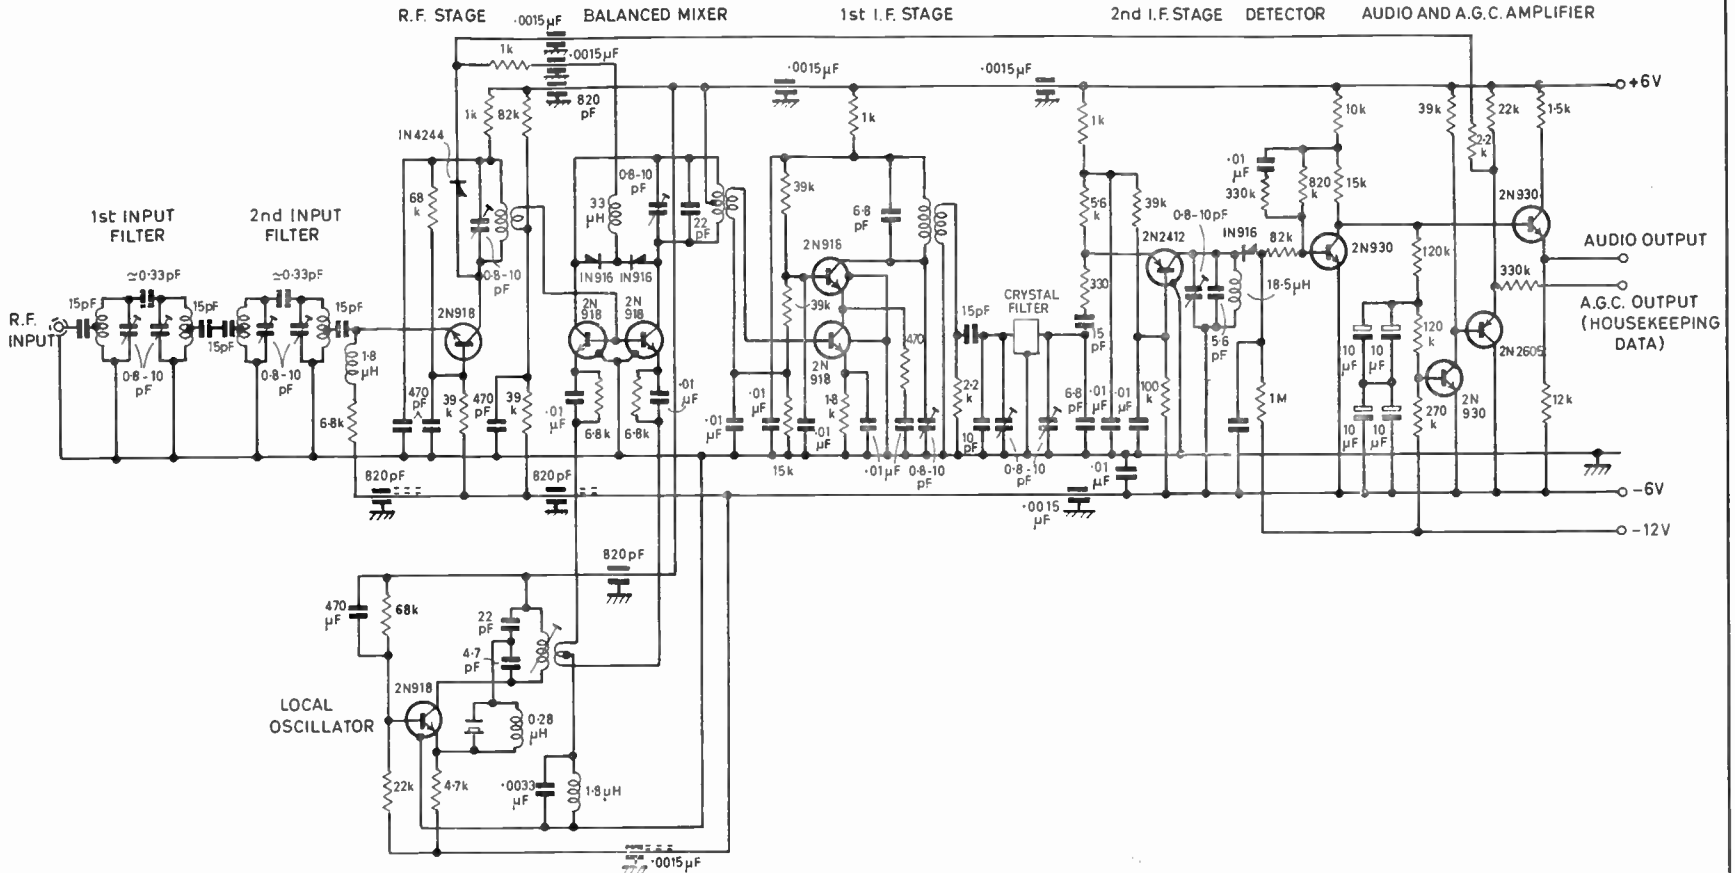 R.F. STAGE
·0015µF
BALANCED MIXER
1st I.F. STAGE
2nd I.F. STAGE
DETECTOR
AUDIO AND A.G.C. AMPLIFIER
1k
·0015µF
·0015µF
·0015µF
+6V
820
pF
1k
82k
1k
1k
10k
39k
22k
1·5k
2·2
k
IN4244
68
k
0·8-10
pF
33
µH
22
pF
39k
6·8
pF
5·6
k
39k
·01
µF
330k
820
k
15k
1st INPUT
FILTER
2nd INPUT
FILTER
≃0·33pF
≃0·33pF
15pF
15pF
15pF
15pF
0·8-10
pF
0·8-10
pF
R.F.
INPUT
1·8
µH
6·8k
2N918
0·8-10
pF
IN916
IN916
2N
918
2N
918
2N916
39k
2N
918
470
15pF
CRYSTAL
FILTER
330
15
pF
2N2412
0·8-10pF
IN916
82k
18·5µH
5·6
pF
2N930
2N930
120k
AUDIO OUTPUT
330k
A.G.C. OUTPUT
(HOUSEKEEPING
DATA)
120
k
10
µF
10
µF
2N2605
2N
930
270
k
10
µF
10
µF
12k
470
pF
39
k
470
pF
39
k
·01
µF
6·8k
6·8k
·01
µF
·01
µF
15k
·01
µF
1·8
k
·01µF
0·8-10
pF
2·2
k
10
pF
0·8-10
pF
6·8
pF
·01
µF
·01
µF
100
k
1M
·01
µF
820pF
820pF
·0015
µF
-6V
-12V
820pF
470
µF
68k
22
pF
4·7
pF
LOCAL
OSCILLATOR
2N918
0·28
µH
22k
4·7k
·0033
µF
1·8µH
·0015µF